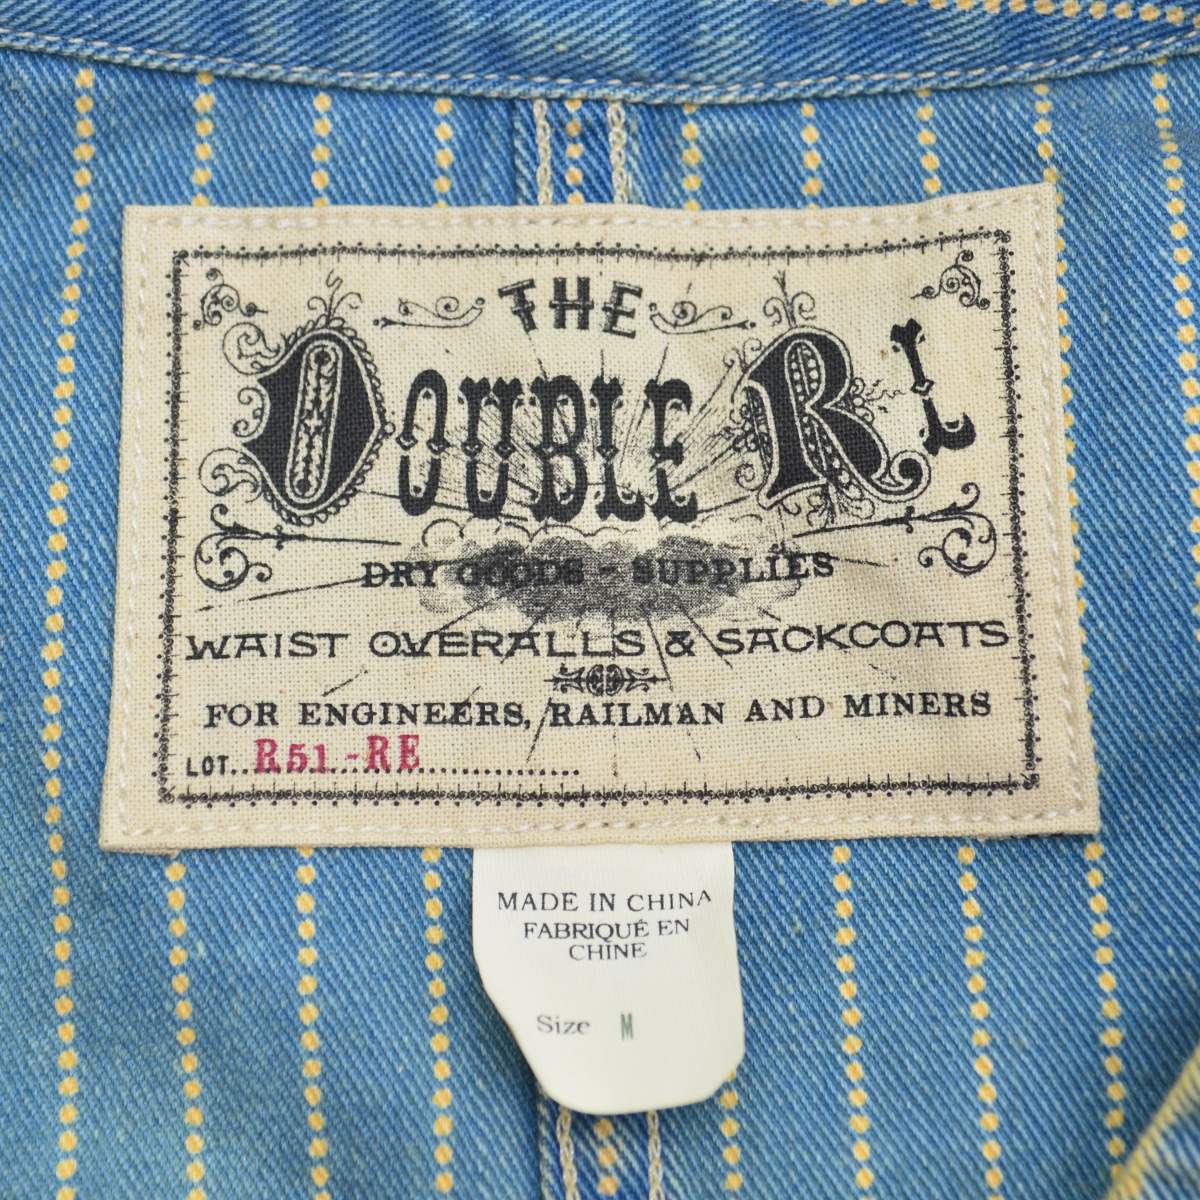 THE
DOUBLE RL
DRY GOODS - SUPPLIES
WAIST OVERALLS & SACKCOATS
FOR ENGINEERS, RAILMAN AND MINERS
LOT..R51-RE
MADE IN CHINA
FABRIQUÉ EN
CHINE
Size M